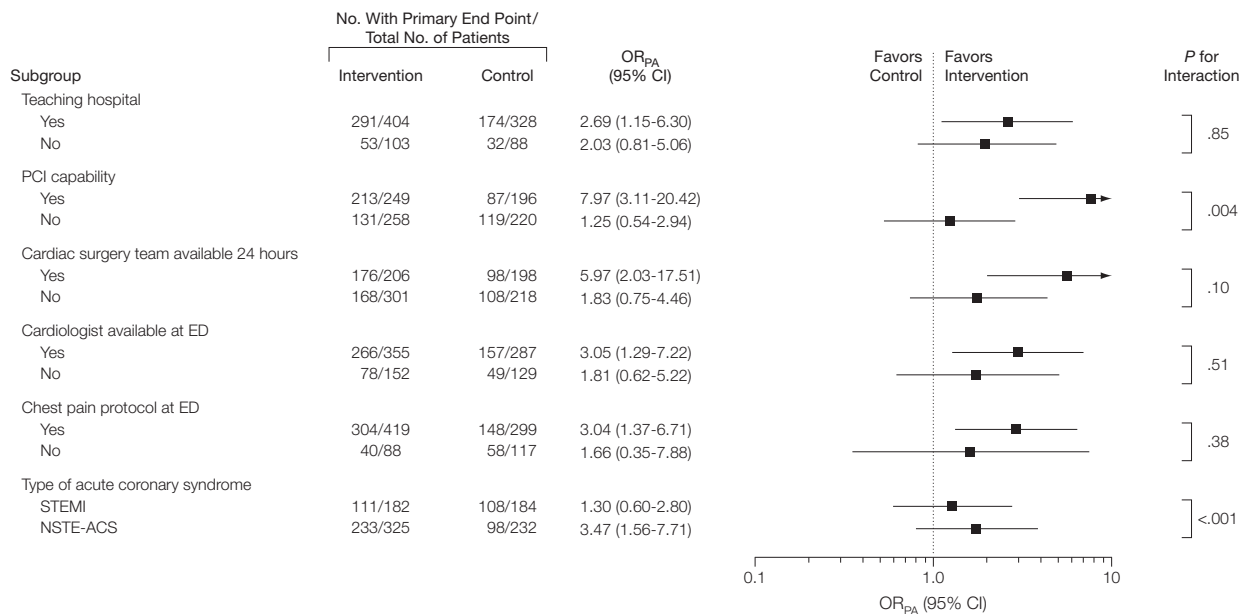 No. With Primary End Point/
Total No. of Patients
Subgroup Intervention Control OR_PA (95% CI) Favors Control Favors Intervention P for Interaction
Teaching hospital
Yes 291/404 174/328 2.69 (1.15-6.30)
.85
No 53/103 32/88 2.03 (0.81-5.06)
PCI capability
Yes 213/249 87/196 7.97 (3.11-20.42)
.004
No 131/258 119/220 1.25 (0.54-2.94)
Cardiac surgery team available 24 hours
Yes 176/206 98/198 5.97 (2.03-17.51)
.10
No 168/301 108/218 1.83 (0.75-4.46)
Cardiologist available at ED
Yes 266/355 157/287 3.05 (1.29-7.22)
.51
No 78/152 49/129 1.81 (0.62-5.22)
Chest pain protocol at ED
Yes 304/419 148/299 3.04 (1.37-6.71)
.38
No 40/88 58/117 1.66 (0.35-7.88)
Type of acute coronary syndrome
STEMI 111/182 108/184 1.30 (0.60-2.80)
<.001
NSTE-ACS 233/325 98/232 3.47 (1.56-7.71)
0.1 1.0 10
OR_PA (95% CI)